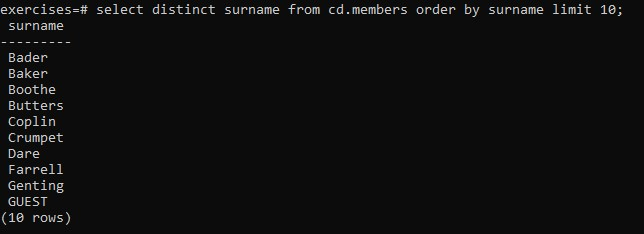 exercises=# select distinct surname from cd.members order by surname limit 10;
 surname
---------
 Bader
 Baker
 Boothe
 Butters
 Coplin
 Crumpet
 Dare
 Farrell
 Genting
 GUEST
(10 rows)